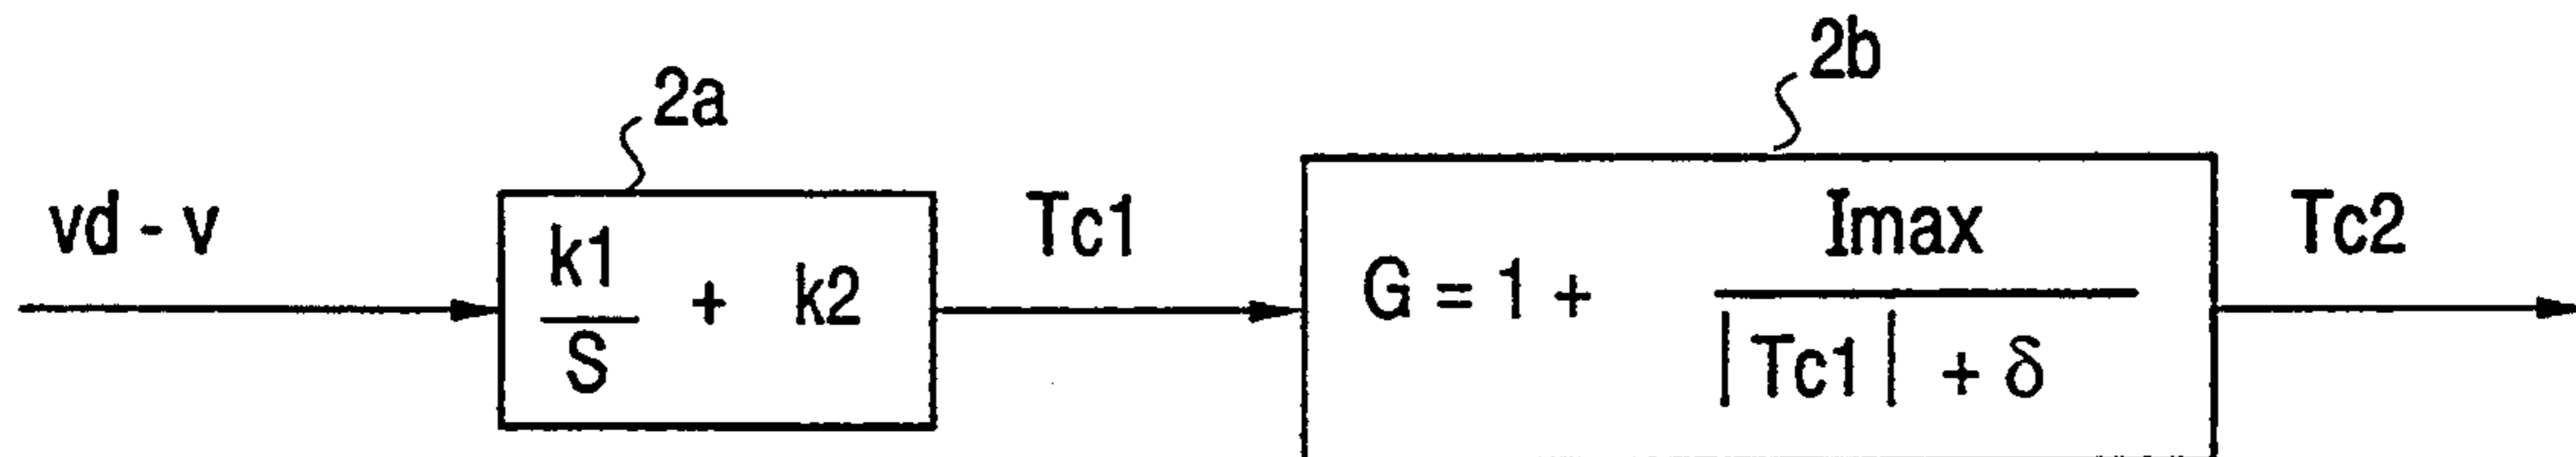 2a
2b
vd - v
k1
S
+ k2
Tc1
G = 1 +
Imax
|Tc1| + δ
Tc2